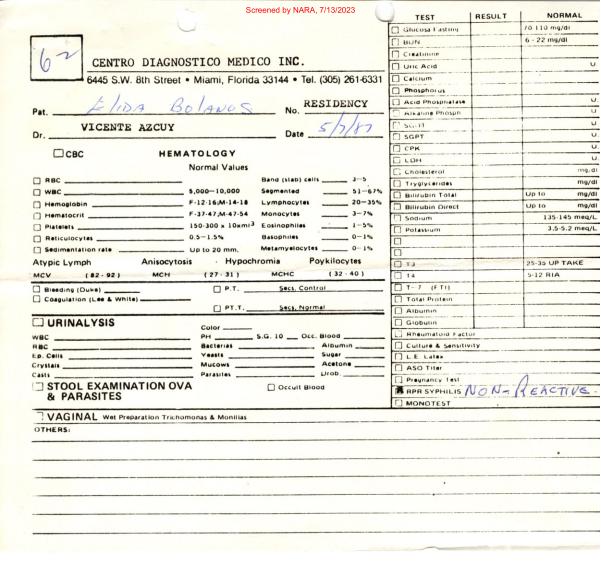 Screened by NARA, 7/13/2023
62
CENTRO DIAGNOSTICO MEDICO INC.
6445 S.W. 8th Street • Miami, Florida 33144 • Tel. (305) 261-6331
Pat. Elida Bolanos No. RESIDENCY
Dr. VICENTE AZCUY Date 5/7/87
CBC HEMATOLOGY
Normal Values
RBC Band (stab) cells 3-5
WBC 5,000-10,000 Segmented 51-67%
Hemoglobin F-12-16;M-14-18 Lymphocytes 20-35%
Hematocrit F-37-47;M-47-54 Monocytes 3-7%
Platelets 150-300 x 10xm³ Eosinophiles 1-5%
Reticulocytes 0.5-1.5% Basophiles 0-1%
Sedimentation rate Up to 20 mm. Metamyelocytes 0-1%
Atypic Lymph Anisocytosis Hypochromia Poykilocytes
MCV (82-92) MCH (27-31) MCHC (32-40)
Bleeding (Duke) P.T. Secs. Control
Coagulation (Lee & White) PT.T. Secs. Normal
URINALYSIS
Color
WBC PH S.G. 10 Occ. Blood
RBC Bacterias Albumin
Ep. Cells Yeasts Sugar
Crystals Mucows Acetone
Casts Parasites Urob.
STOOL EXAMINATION OVA & PARASITES Occult Blood
VAGINAL Wet Preparation Trichomonas & Monilias
OTHERS:
TEST RESULT NORMAL
Glucosa Fasting 70-110 mg/dl
BUN 6-22 mg/dl
Creatinine
Uric Acid U.
Calcium
Phosphorus
Acid Phosphatase U.
Alkaline Phosph U.
SGOT U.
SGPT U.
CPK U.
LDH U.
Cholesterol mg/dl
Tryglycerides mg/dl
Bilirubin Total Up to mg/dl
Bilirubin Direct Up to mg/dl
Sodium 135-145 meq/L
Potassium 3.5-5.2 meq/L
T3 25-35 UP TAKE
T4 5-12 RIA
T-7 (FTI)
Total Protein
Albumin
Globulin
Rheumatoid Factor
Culture & Sensitivity
L.E. Latex
ASO Titer
Pregnancy Test
RPR SYPHILIS NON-REACTIVE.
MONOTEST